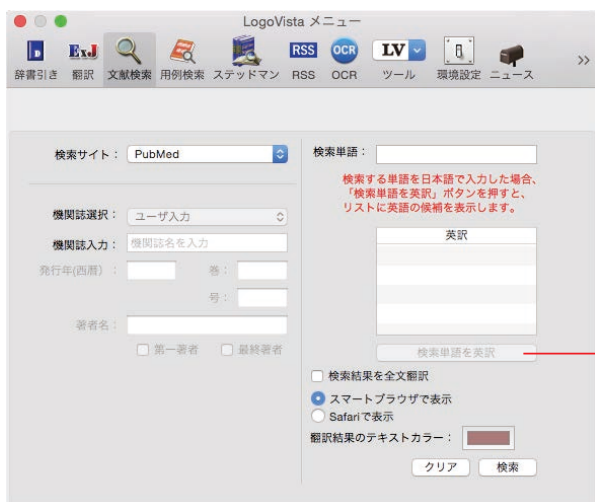 LogoVista メニュー
ExJ RSS OCR LV
辞書引き 翻訳 文献検索 用例検索 ステッドマン RSS OCR ツール 環境設定 ニュース
検索サイト： PubMed
機関誌選択： ユーザ入力
機関誌入力： 機関誌名を入力
発行年(西暦)： 巻：
号：
著者名：
第一著者 最終著者
検索単語：
検索する単語を日本語で入力した場合、
「検索単語を英訳」ボタンを押すと、
リストに英語の候補を表示します。
英訳
検索単語を英訳
検索結果を全文翻訳
スマートブラウザで表示
Safariで表示
翻訳結果のテキストカラー：
クリア 検索